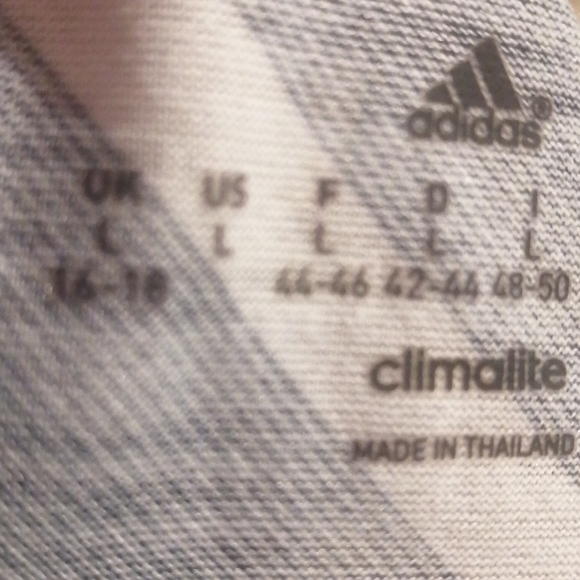 adidas®
UK US F D I
L L L L L
16-18 44-46 42-44 48-50
climalite
MADE IN THAILAND